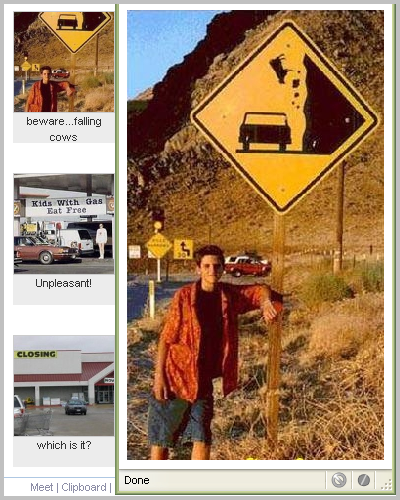 beware...falling
cows
Kids With Gas
Eat Free
Unpleasant!
CLOSING
which is it?
Meet | Clipboard |
Done